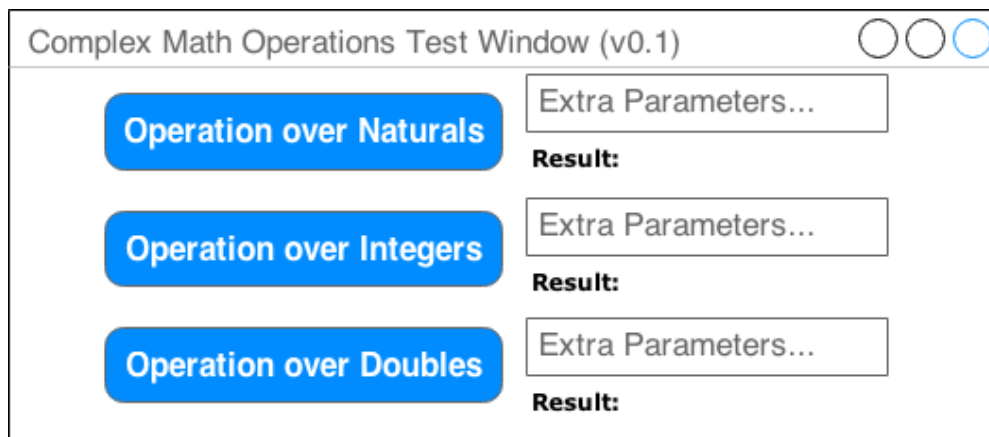 Complex Math Operations Test Window (v0.1)
Operation over Naturals
Extra Parameters...
Result:
Operation over Integers
Extra Parameters...
Result:
Operation over Doubles
Extra Parameters...
Result: